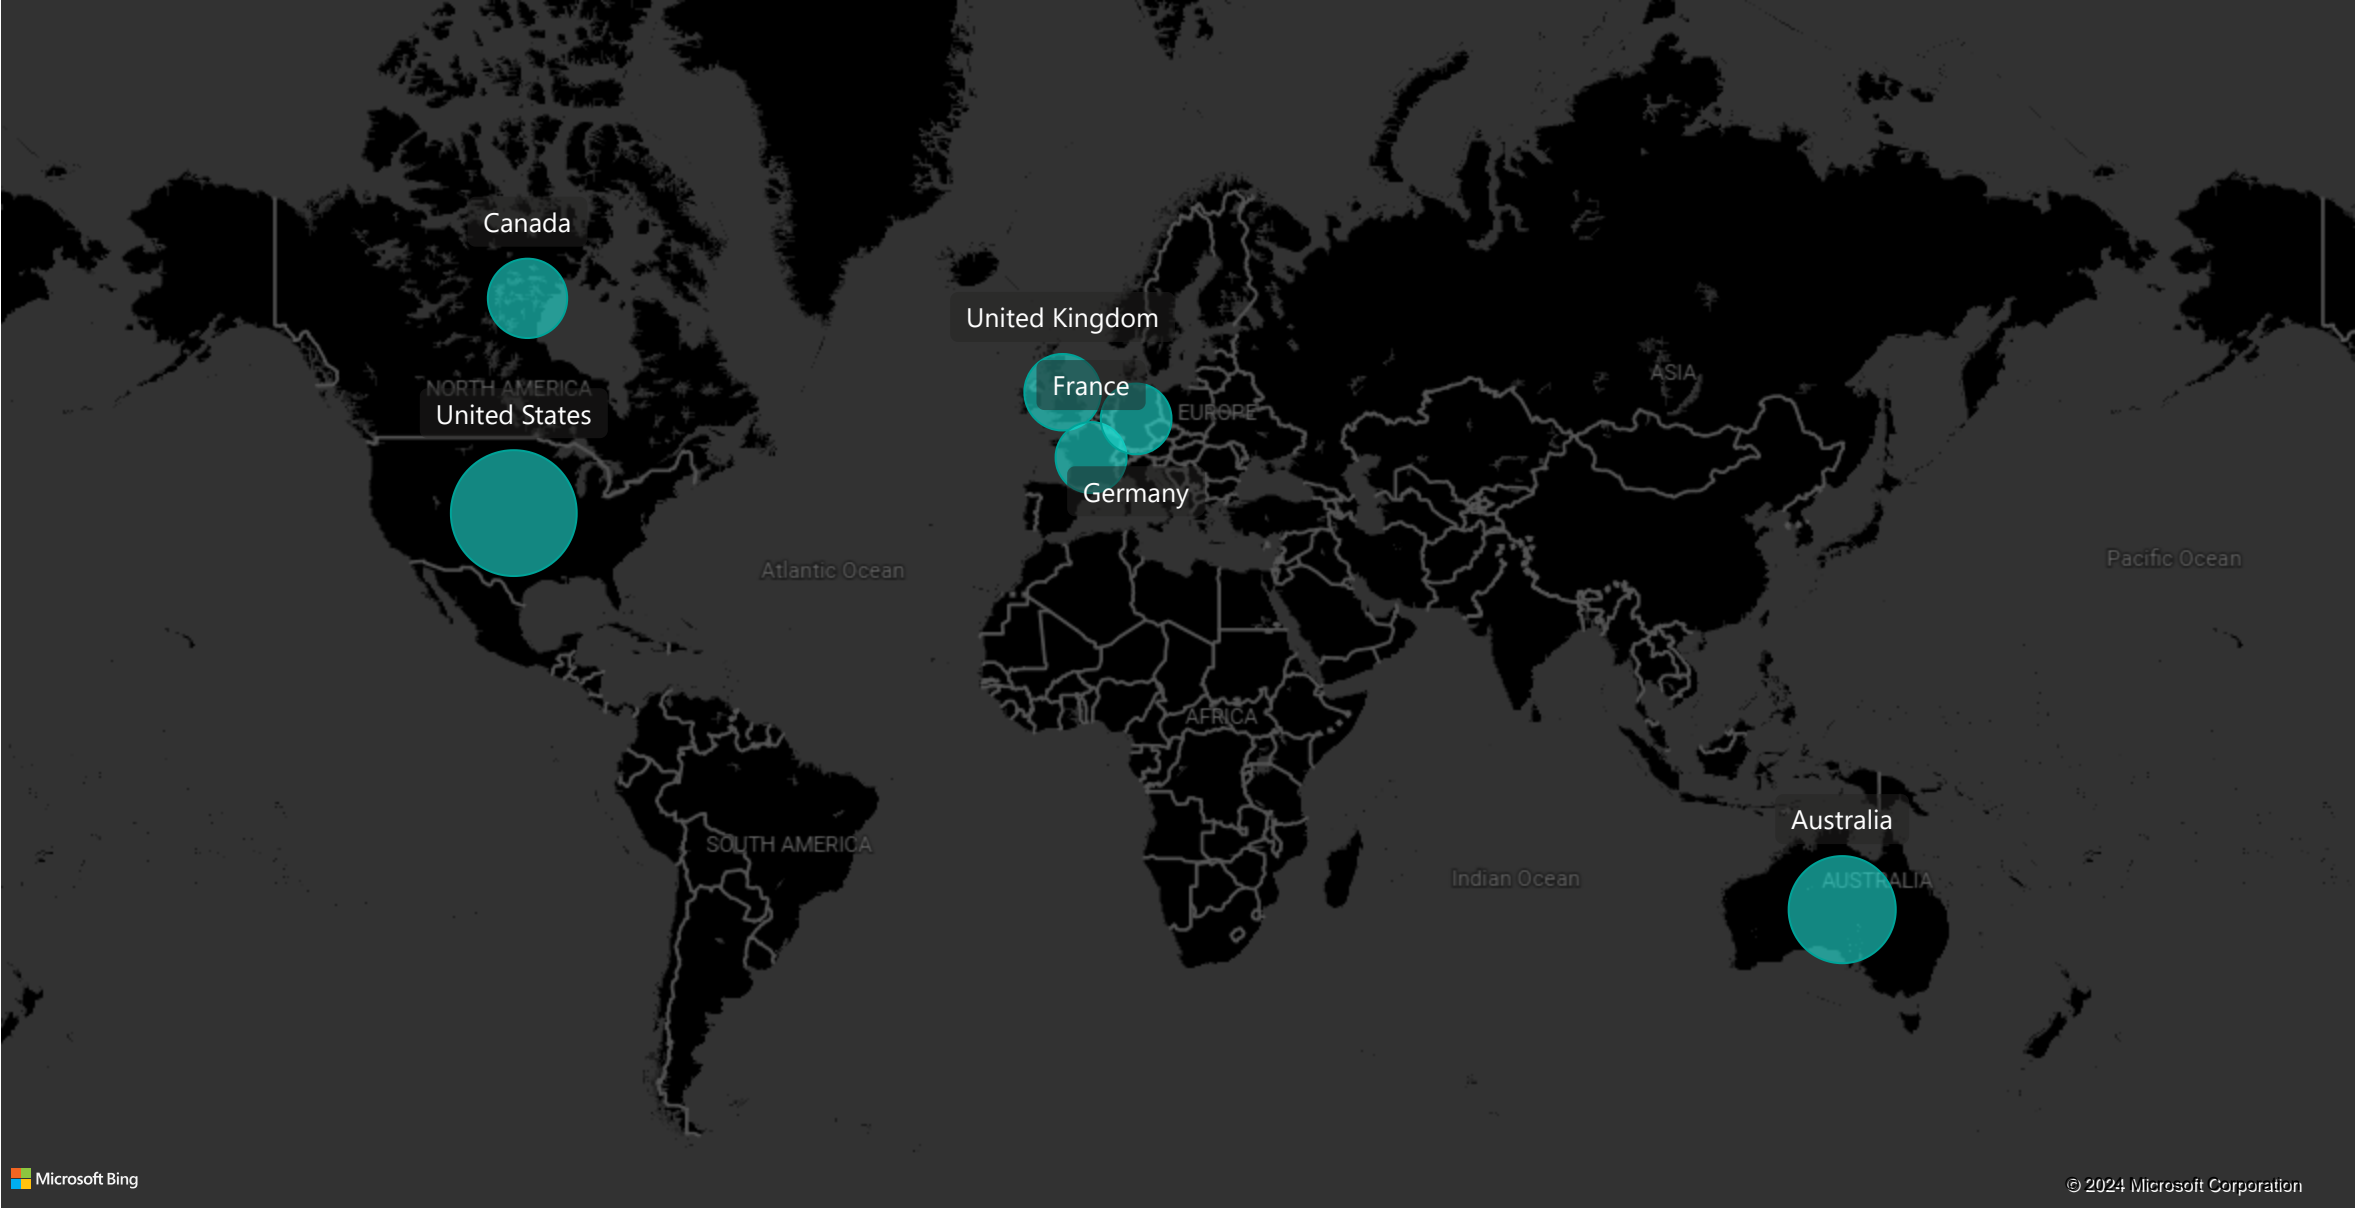 Canada
United Kingdom
ASIA
France
NORTH AMERICA
EUROPE
United States
Germany
Pacific Ocean
Atlantic Ocean
AFRICA
Australia
SOUTH AMERICA
Indian Ocean
AUSTRALIA
Microsoft Bing
© 2024 Microsoft Corporation